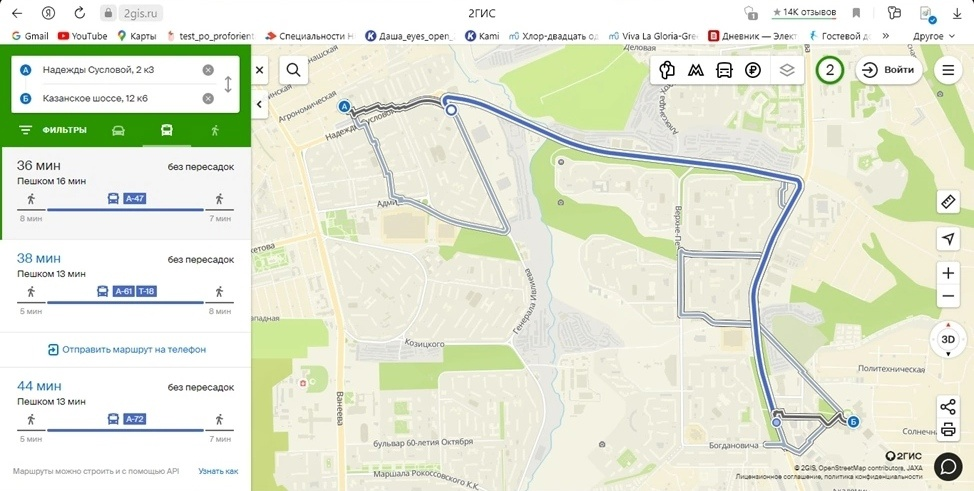 2gis.ru
2ГИС
14К отзывов
Gmail
YouTube
Карты
test_po_proforient
Специальности Н
Даша_eyes_open_
Kami
Хлор-двадцать од
Viva La Gloria-Gree
Дневник — Элект
Гостевой до
»
Другое
А Надежды Сусловой, 2 к3
Б Казанское шоссе, 12 к6
ФИЛЬТРЫ
36 мин
без пересадок
Пешком 16 мин
А-47
8 мин
7 мин
38 мин
без пересадок
Пешком 13 мин
А-61 Т-18
5 мин
8 мин
Отправить маршрут на телефон
44 мин
без пересадок
Пешком 13 мин
А-72
5 мин
7 мин
Маршруты можно строить и с помощью API
Узнать как
2
Войти
Деловая
Агрономическая
А
Надежды Сусловой
Адми
Верхне-Пе
Генерала Ивлиева
Козицкого
Ванеева
бульвар 60-летия Октября
Маршала Рокоссовского К.К.
Политехническая
Б
Богдановича
Солнечна
3D
2ГИС
© 2GIS, OpenStreetMap contributors, JAXA
Лицензионное соглашение, политика конфиденциальности